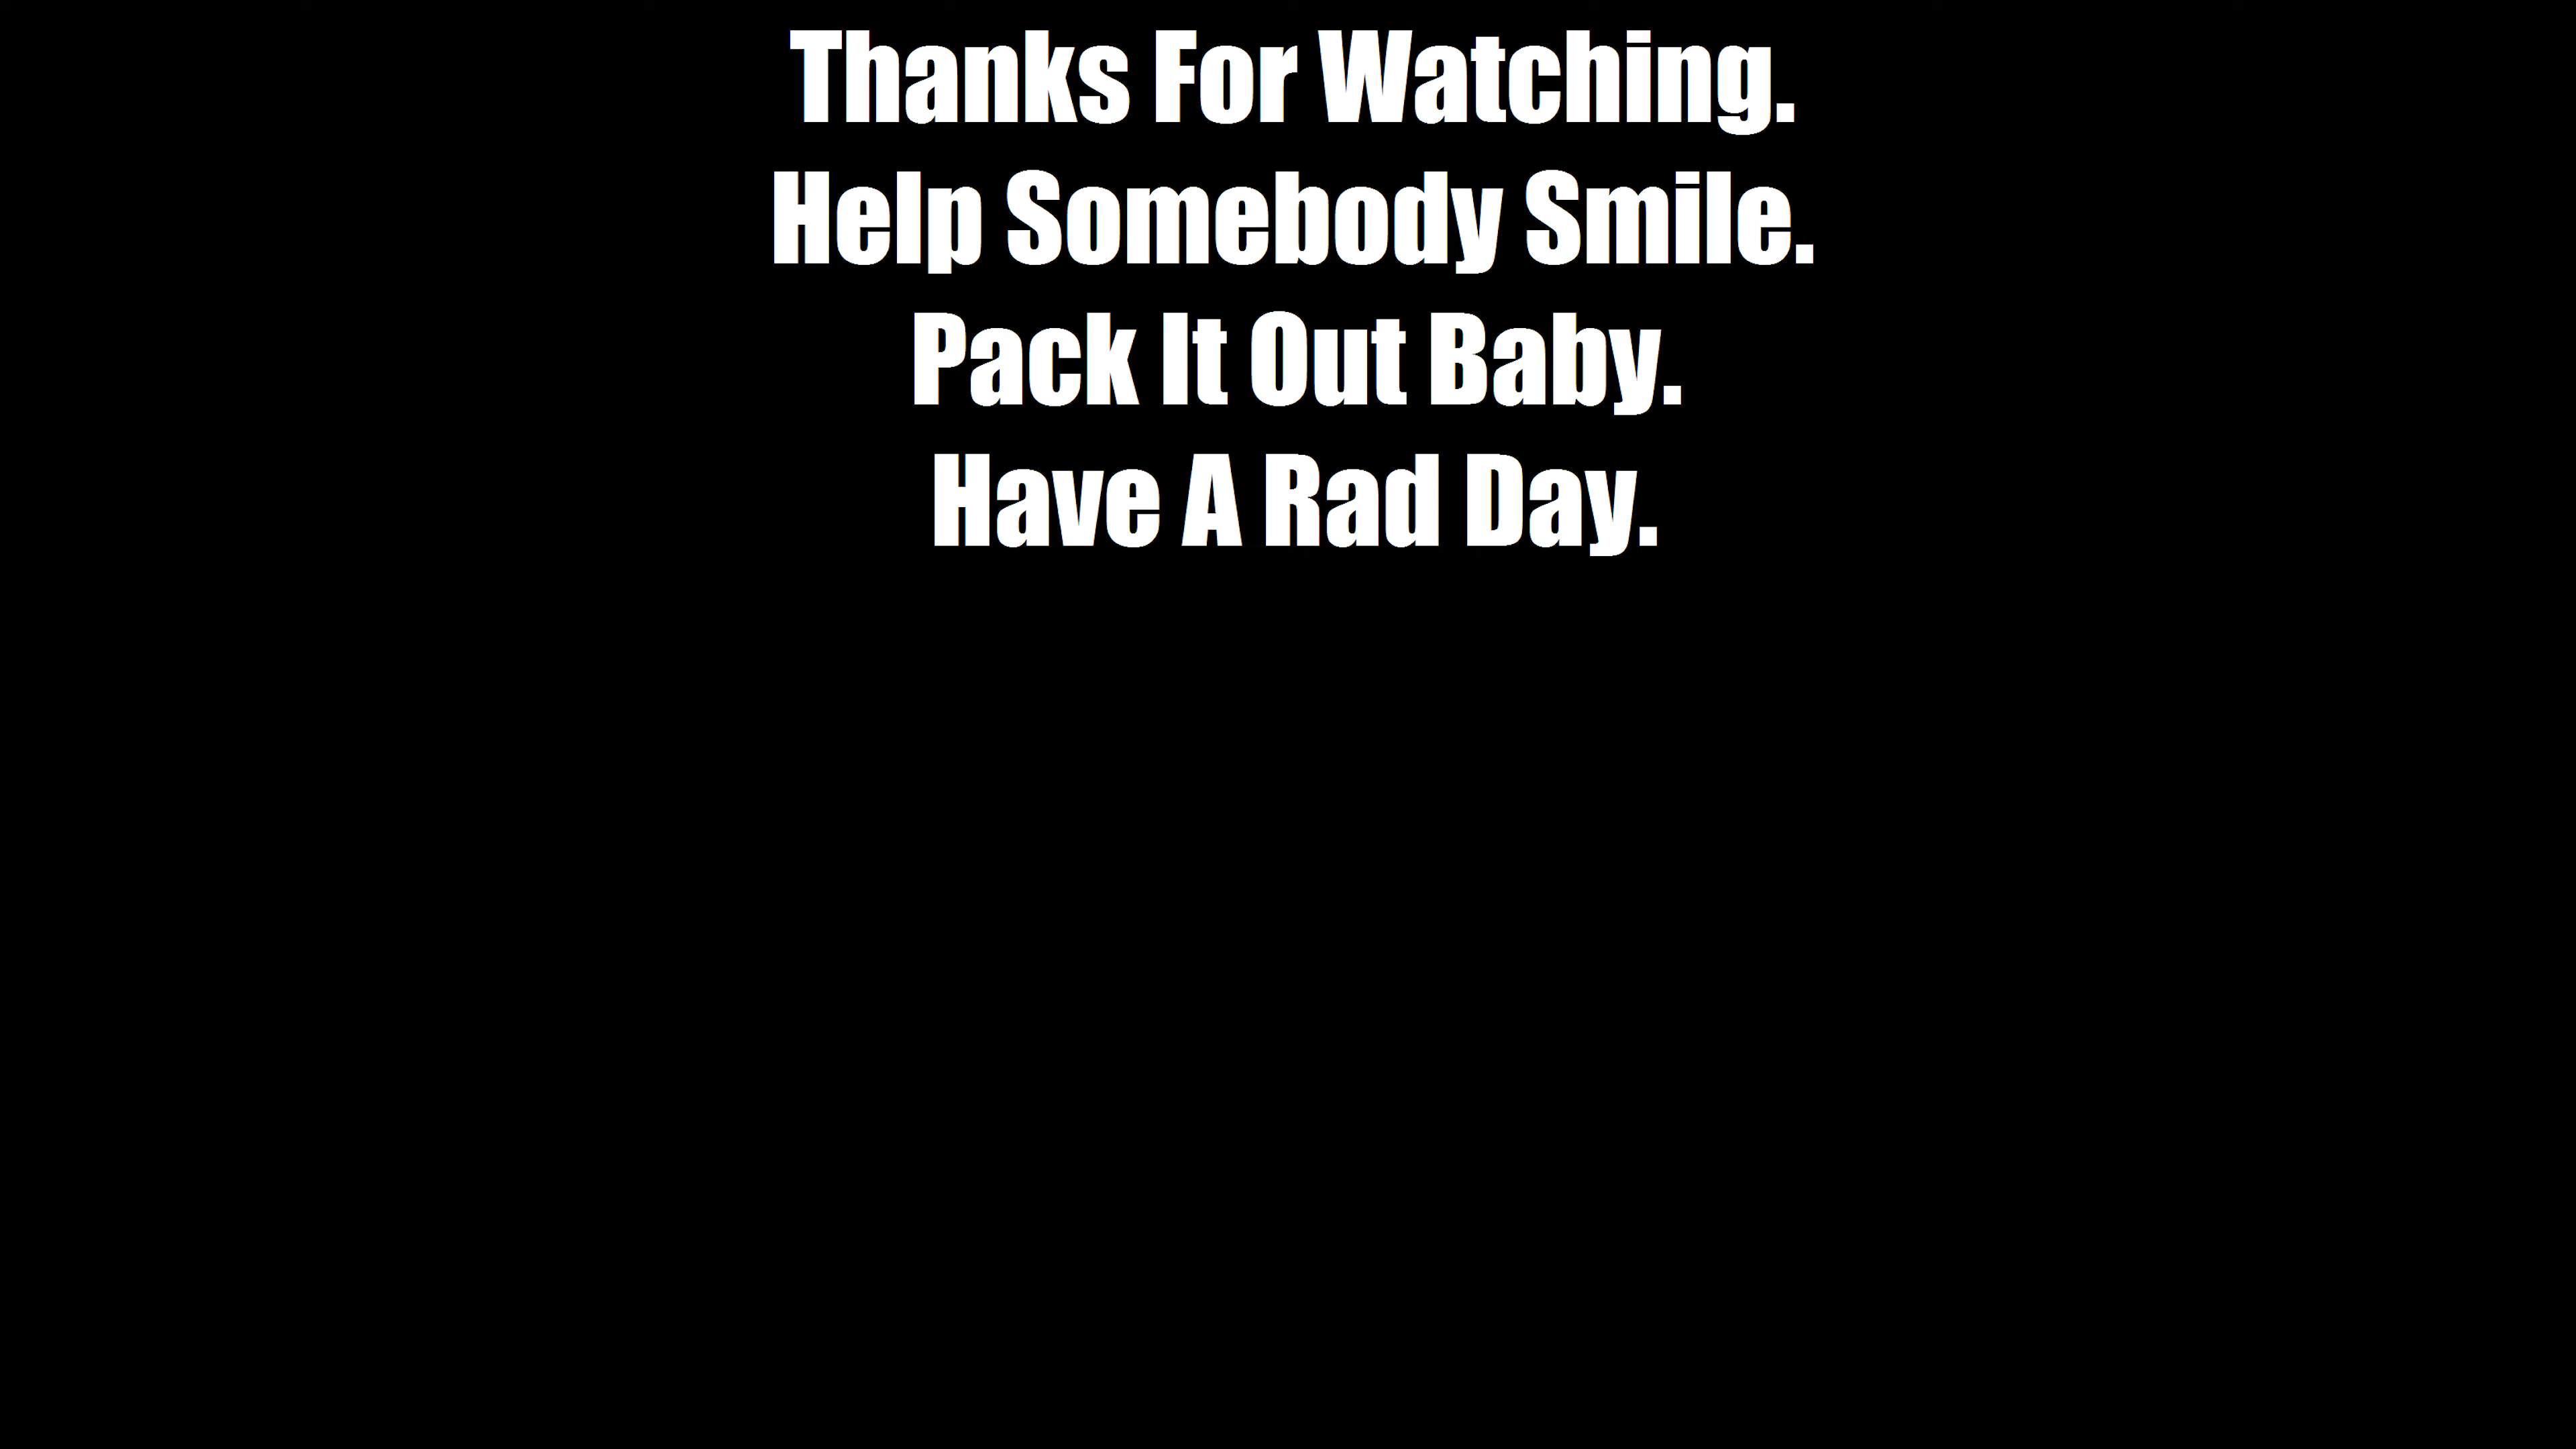 Thanks For Watching.
Help Somebody Smile.
Pack It Out Baby.
Have A Rad Day.